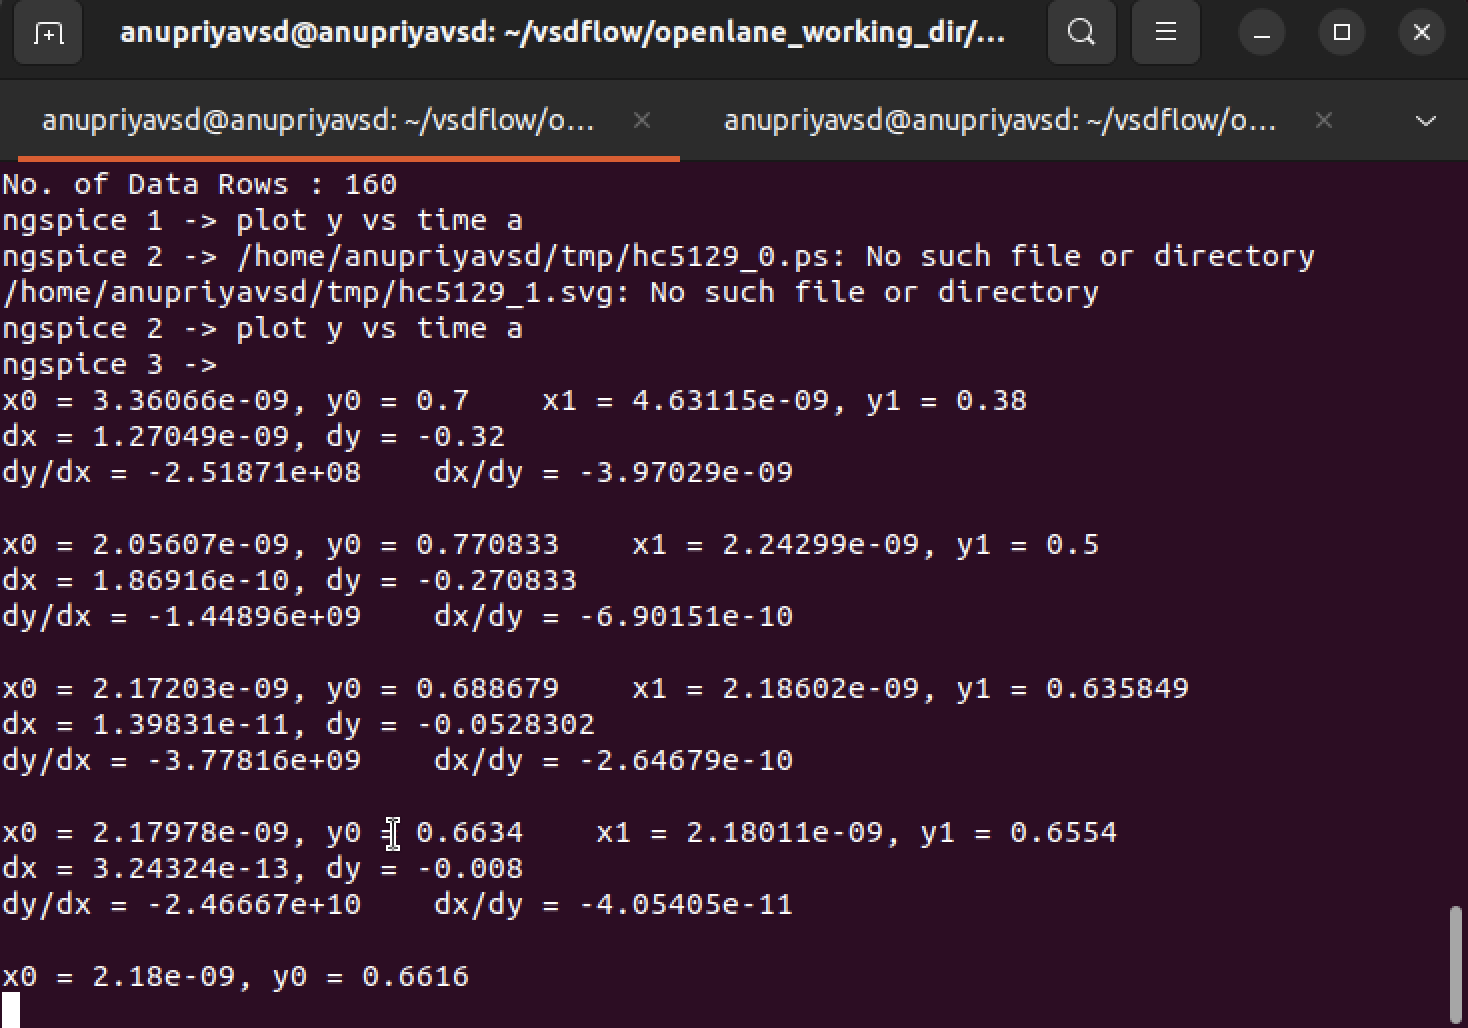 anupriyavsd@anupriyavsd: ~/vsdflow/openlane_working_dir/...
anupriyavsd@anupriyavsd: ~/vsdflow/o... anupriyavsd@anupriyavsd: ~/vsdflow/o...
No. of Data Rows : 160
ngspice 1 -> plot y vs time a
ngspice 2 -> /home/anupriyavsd/tmp/hc5129_0.ps: No such file or directory
/home/anupriyavsd/tmp/hc5129_1.svg: No such file or directory
ngspice 2 -> plot y vs time a
ngspice 3 ->
x0 = 3.36066e-09, y0 = 0.7    x1 = 4.63115e-09, y1 = 0.38
dx = 1.27049e-09, dy = -0.32
dy/dx = -2.51871e+08    dx/dy = -3.97029e-09
x0 = 2.05607e-09, y0 = 0.770833    x1 = 2.24299e-09, y1 = 0.5
dx = 1.86916e-10, dy = -0.270833
dy/dx = -1.44896e+09    dx/dy = -6.90151e-10
x0 = 2.17203e-09, y0 = 0.688679    x1 = 2.18602e-09, y1 = 0.635849
dx = 1.39831e-11, dy = -0.0528302
dy/dx = -3.77816e+09    dx/dy = -2.64679e-10
x0 = 2.17978e-09, y0 = 0.6634    x1 = 2.18011e-09, y1 = 0.6554
dx = 3.24324e-13, dy = -0.008
dy/dx = -2.46667e+10    dx/dy = -4.05405e-11
x0 = 2.18e-09, y0 = 0.6616